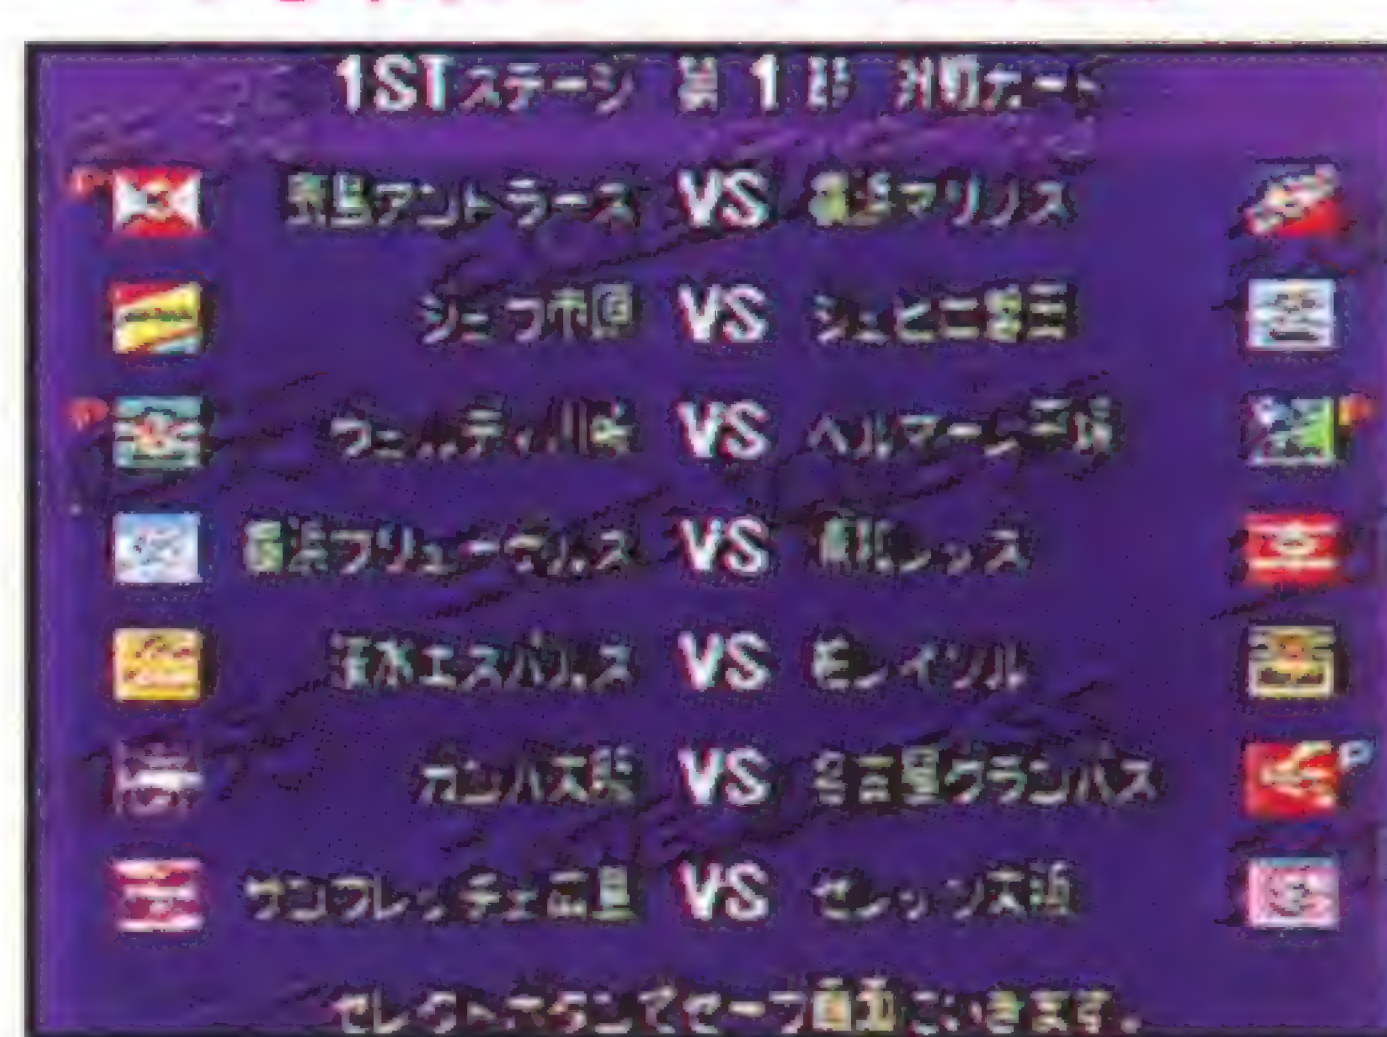 1STステージ 第1節 対戦カード
P 鹿島アントラーズ VS 横浜マリノス
ジェフ市原 VS ジュビロ磐田
P ヴェルディ川崎 VS ベルマーレ平塚 P
横浜フリューゲルス VS 浦和レッズ
清水エスパルス VS 柏レイソル
ガンバ大阪 VS 名古屋グランパス P
サンフレッチェ広島 VS セレッソ大阪
セレクトボタンでセーブ画面にいきます。